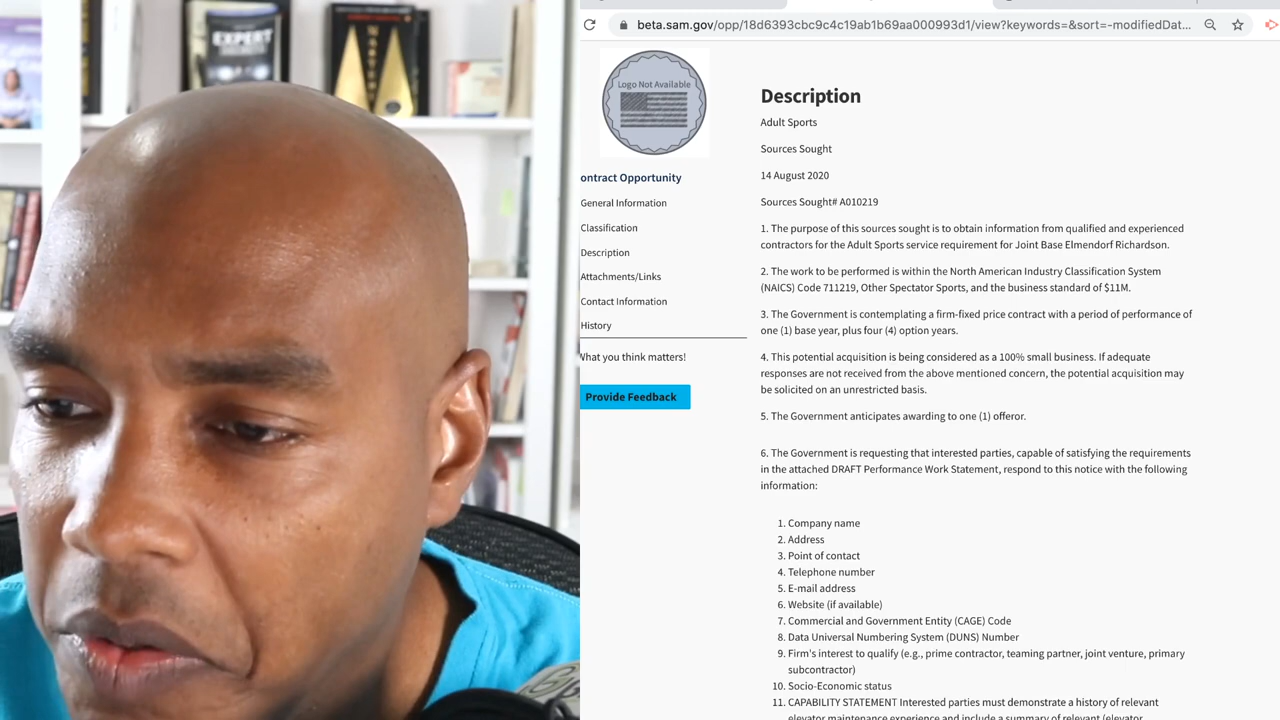 EXPERT
beta.sam.gov/opp/18d6393cbc9c4c19ab1b69aa000993d1/view?keywords=&sort=-modifiedDat...
Logo Not Available
ontract Opportunity
General Information
Classification
Description
Attachments/Links
Contact Information
History
What you think matters!
Provide Feedback
Description
Adult Sports
Sources Sought
14 August 2020
Sources Sought# A010219
1. The purpose of this sources sought is to obtain information from qualified and experienced
contractors for the Adult Sports service requirement for Joint Base Elmendorf Richardson.
2. The work to be performed is within the North American Industry Classification System
(NAICS) Code 711219, Other Spectator Sports, and the business standard of $11M.
3. The Government is contemplating a firm-fixed price contract with a period of performance of
one (1) base year, plus four (4) option years.
4. This potential acquisition is being considered as a 100% small business. If adequate
responses are not received from the above mentioned concern, the potential acquisition may
be solicited on an unrestricted basis.
5. The Government anticipates awarding to one (1) offeror.
6. The Government is requesting that interested parties, capable of satisfying the requirements
in the attached DRAFT Performance Work Statement, respond to this notice with the following
information:
1. Company name
2. Address
3. Point of contact
4. Telephone number
5. E-mail address
6. Website (if available)
7. Commercial and Government Entity (CAGE) Code
8. Data Universal Numbering System (DUNS) Number
9. Firm's interest to qualify (e.g., prime contractor, teaming partner, joint venture, primary
subcontractor)
10. Socio-Economic status
11. CAPABILITY STATEMENT Interested parties must demonstrate a history of relevant
elevator maintenance experience and include a summary of relevant (elevator